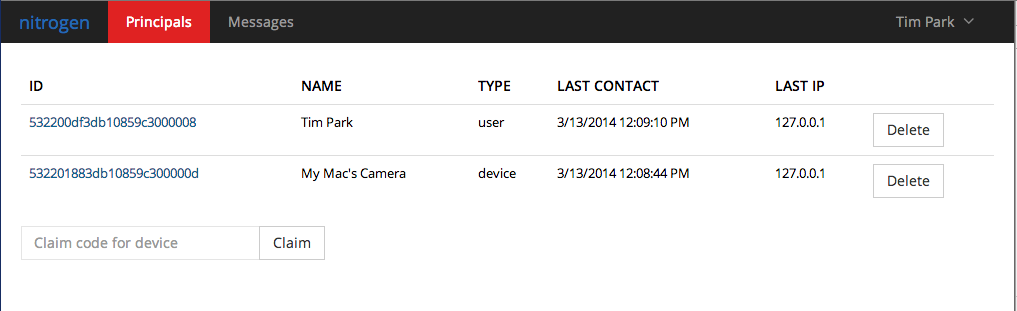 nitrogen Principals Messages Tim Park
ID NAME TYPE LAST CONTACT LAST IP
532200df3db10859c3000008 Tim Park user 3/13/2014 12:09:10 PM 127.0.0.1 Delete
532201883db10859c300000d My Mac's Camera device 3/13/2014 12:08:44 PM 127.0.0.1 Delete
Claim code for device Claim